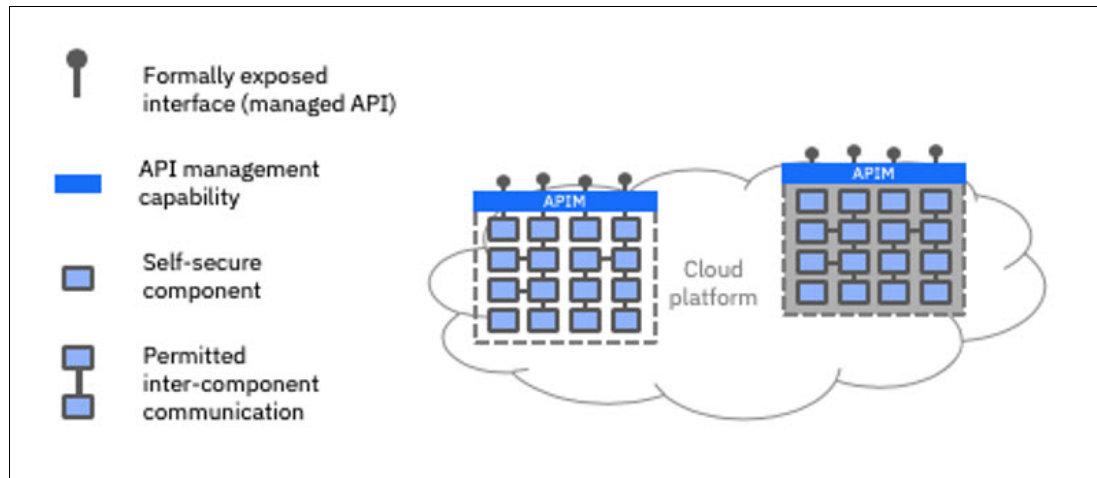 Formally exposed
interface (managed API)
API management
capability
Self-secure
component
Permitted
inter-component
communication
APIM
Cloud
platform
APIM